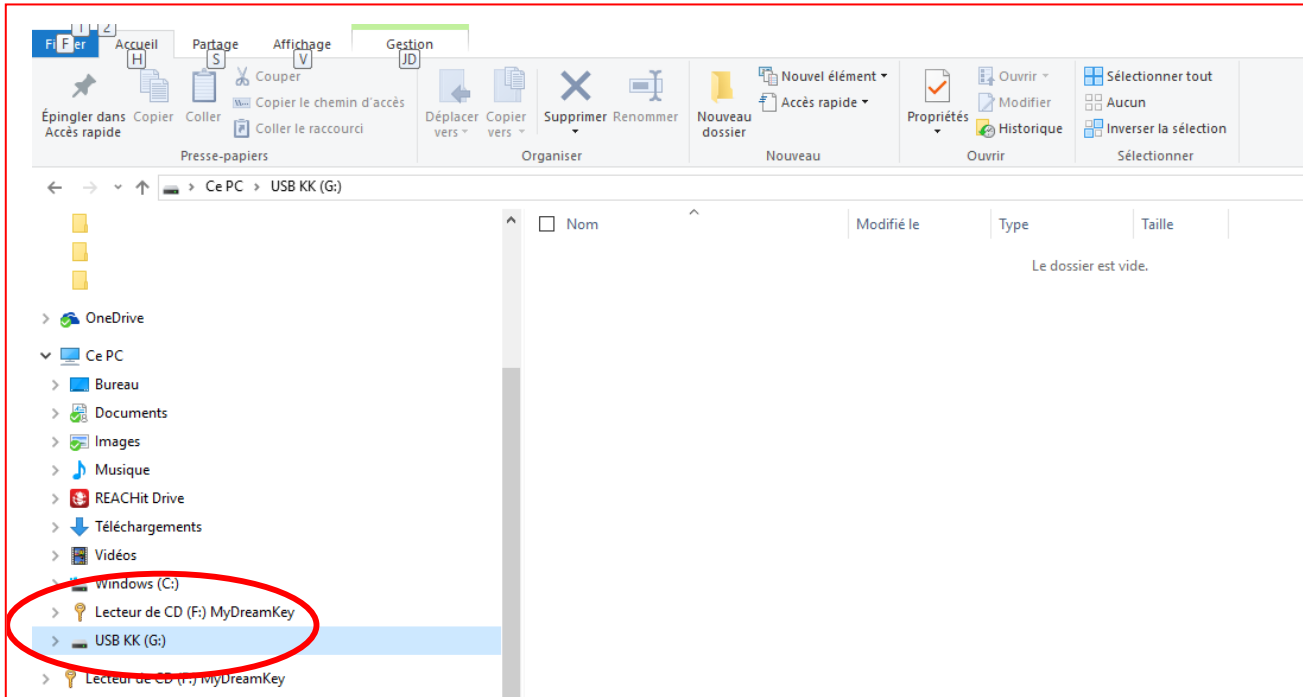 1 2
Fi F er Accueil Partage Affichage Gestion
H S V JD
Couper
Copier le chemin d'accès
Coller le raccourci
Épingler dans
Accès rapide
Copier Coller
Presse-papiers
Déplacer
vers
Copier
vers
Supprimer Renommer
Organiser
Nouveau
dossier
Nouvel élément
Accès rapide
Nouveau
Propriétés
Ouvrir
Modifier
Historique
Ouvrir
Sélectionner tout
Aucun
Inverser la sélection
Sélectionner
Ce PC > USB KK (G:)
Nom Modifié le Type Taille
Le dossier est vide.
OneDrive
Ce PC
Bureau
Documents
Images
Musique
REACHit Drive
Téléchargements
Vidéos
Windows (C:)
Lecteur de CD (F:) MyDreamKey
USB KK (G:)
Lecteur de CD (F:) MyDreamKey